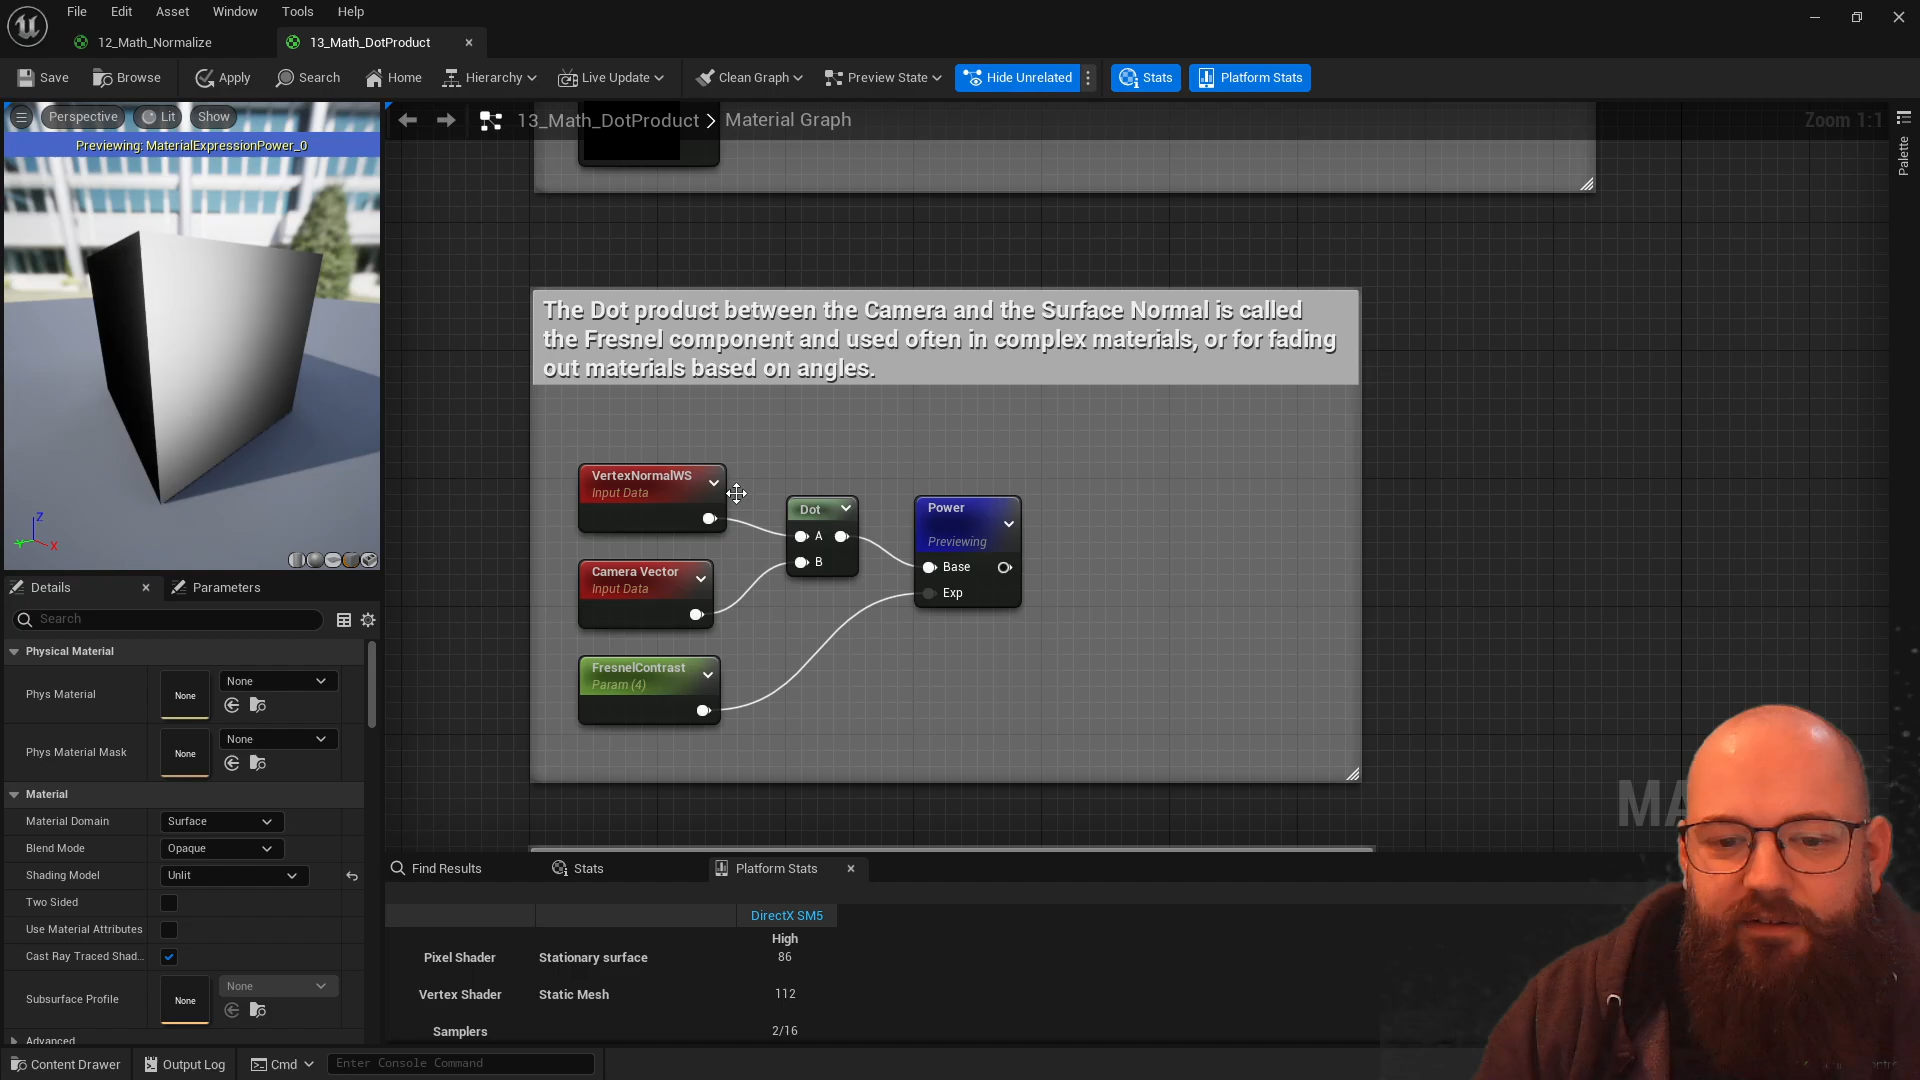 File Edit Asset Window Tools Help
12_Math_Normalize 13_Math_DotProduct
Save Browse Apply Search Home Hierarchy Live Update Clean Graph Preview State Hide Unrelated Stats Platform Stats
Perspective Lit Show
Previewing: MaterialExpressionPower_0
13_Math_DotProduct > Material Graph
Zoom 1:1
Palette
The Dot product between the Camera and the Surface Normal is called
the Fresnel component and used often in complex materials, or for fading
out materials based on angles.
VertexNormalWS
Input Data
Camera Vector
Input Data
FresnelContrast
Param (4)
Dot
A
B
Power
Previewing
Base
Exp
Z
Y
X
Details Parameters
Search
Physical Material
Phys Material None None
Phys Material Mask None None
Material
Material Domain Surface
Blend Mode Opaque
Shading Model Unlit
Two Sided
Use Material Attributes
Cast Ray Traced Shad...
Subsurface Profile None None
Advanced
Find Results Stats Platform Stats
DirectX SM5
High
Pixel Shader Stationary surface 86
Vertex Shader Static Mesh 112
Samplers 2/16
Content Drawer Output Log Cmd Enter Console Command